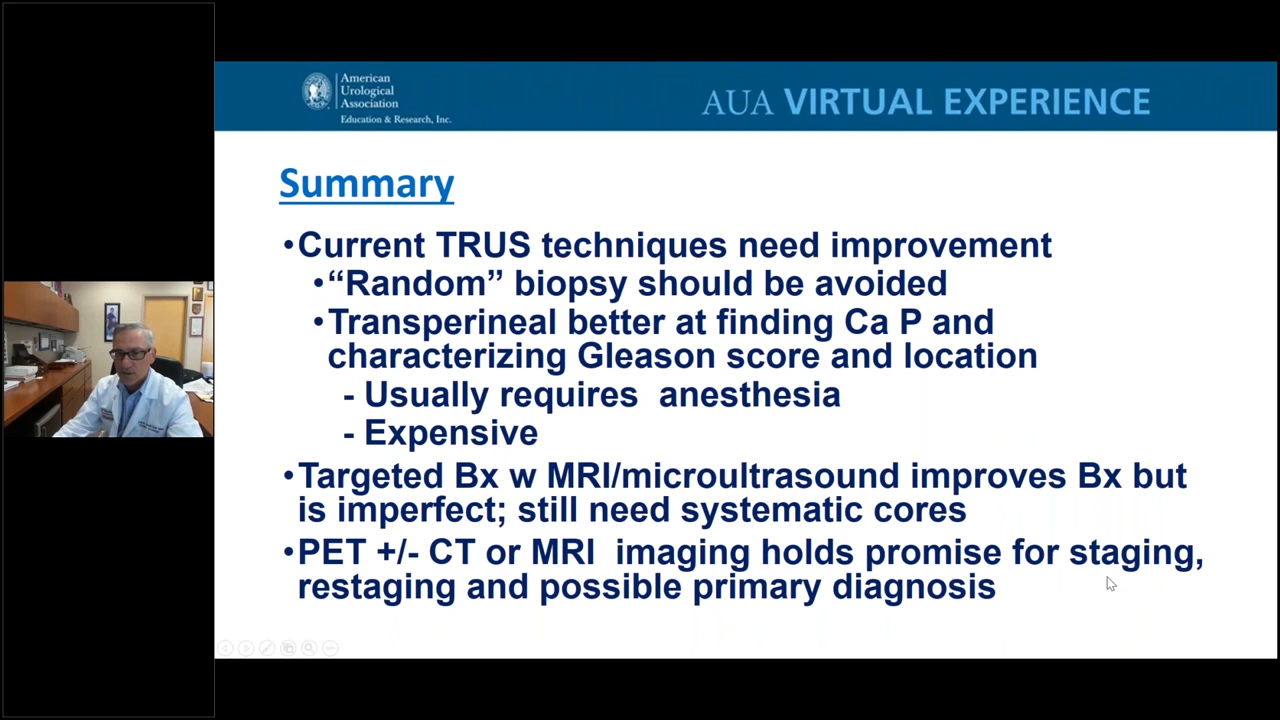 American
Urological
Association
Education & Research, Inc.
AUA VIRTUAL EXPERIENCE
Summary
•Current TRUS techniques need improvement
•“Random” biopsy should be avoided
•Transperineal better at finding Ca P and
characterizing Gleason score and location
- Usually requires  anesthesia
- Expensive
•Targeted Bx w MRI/microultrasound improves Bx but
is imperfect; still need systematic cores
•PET +/- CT or MRI  imaging holds promise for staging,
restaging and possible primary diagnosis